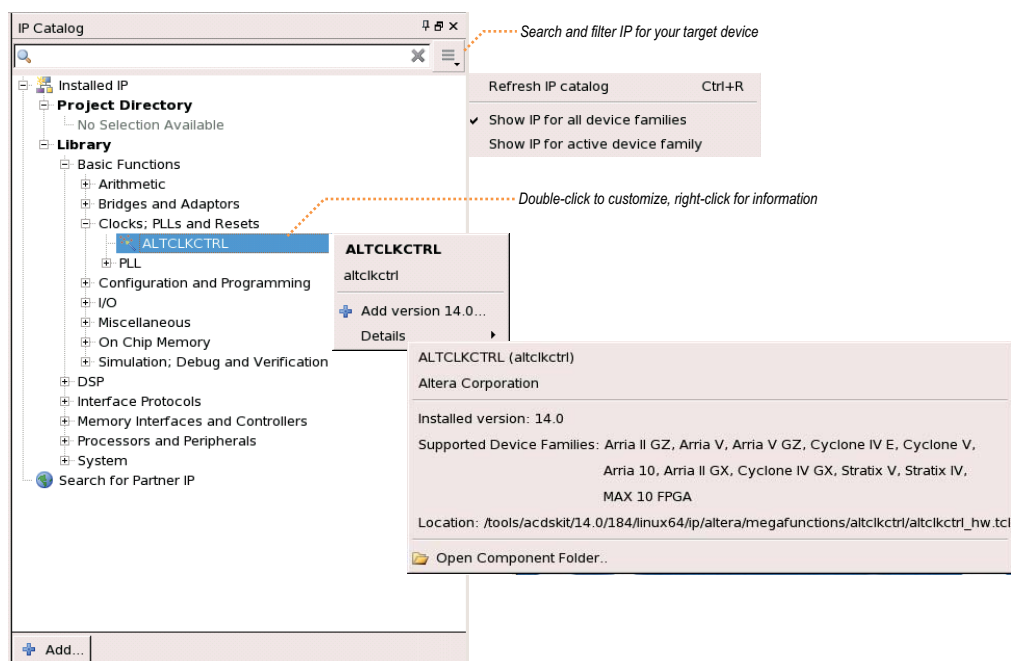 IP Catalog
Search and filter IP for your target device
Installed IP
Project Directory
No Selection Available
Library
Basic Functions
Arithmetic
Bridges and Adaptors
Clocks; PLLs and Resets
ALTCLKCTRL
PLL
Configuration and Programming
I/O
Miscellaneous
On Chip Memory
Simulation; Debug and Verification
DSP
Interface Protocols
Memory Interfaces and Controllers
Processors and Peripherals
System
Search for Partner IP
Add...
Refresh IP catalog Ctrl+R
Show IP for all device families
Show IP for active device family
Double-click to customize, right-click for information
ALTCLKCTRL
altclkctrl
Add version 14.0...
Details
ALTCLKCTRL (altclkctrl)
Altera Corporation
Installed version: 14.0
Supported Device Families: Arria II GZ, Arria V, Arria V GZ, Cyclone IV E, Cyclone V,
Arria 10, Arria II GX, Cyclone IV GX, Stratix V, Stratix IV,
MAX 10 FPGA
Location: /tools/acdskit/14.0/184/linux64/ip/altera/megafunctions/altclkctrl/altclkctrl_hw.tcl
Open Component Folder..